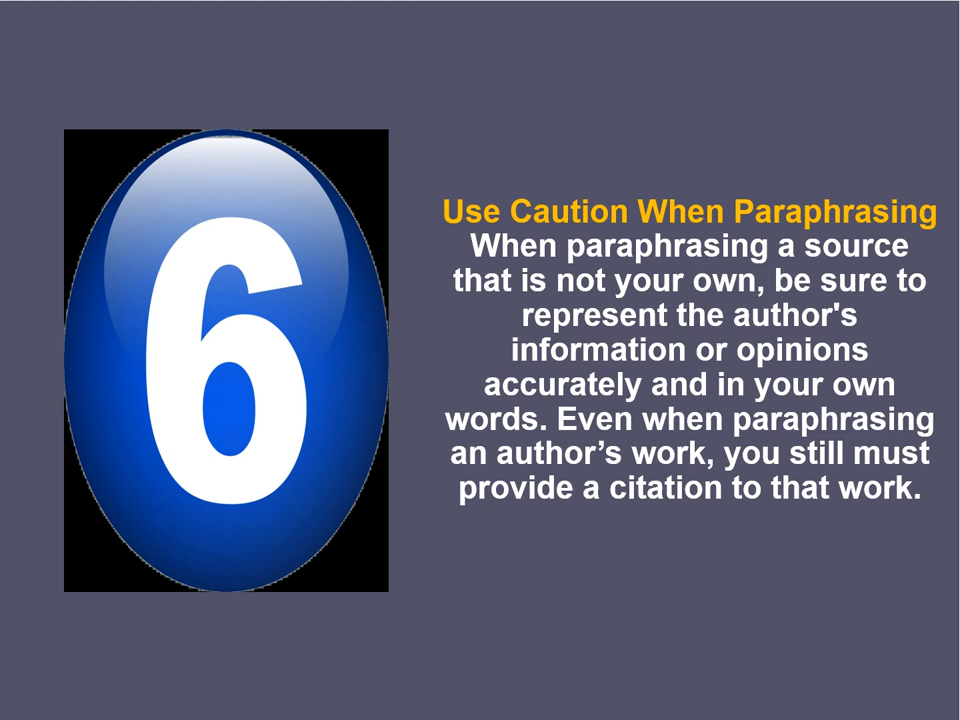 6
Use Caution When Paraphrasing
When paraphrasing a source
that is not your own, be sure to
represent the author's
information or opinions
accurately and in your own
words. Even when paraphrasing
an author’s work, you still must
provide a citation to that work.